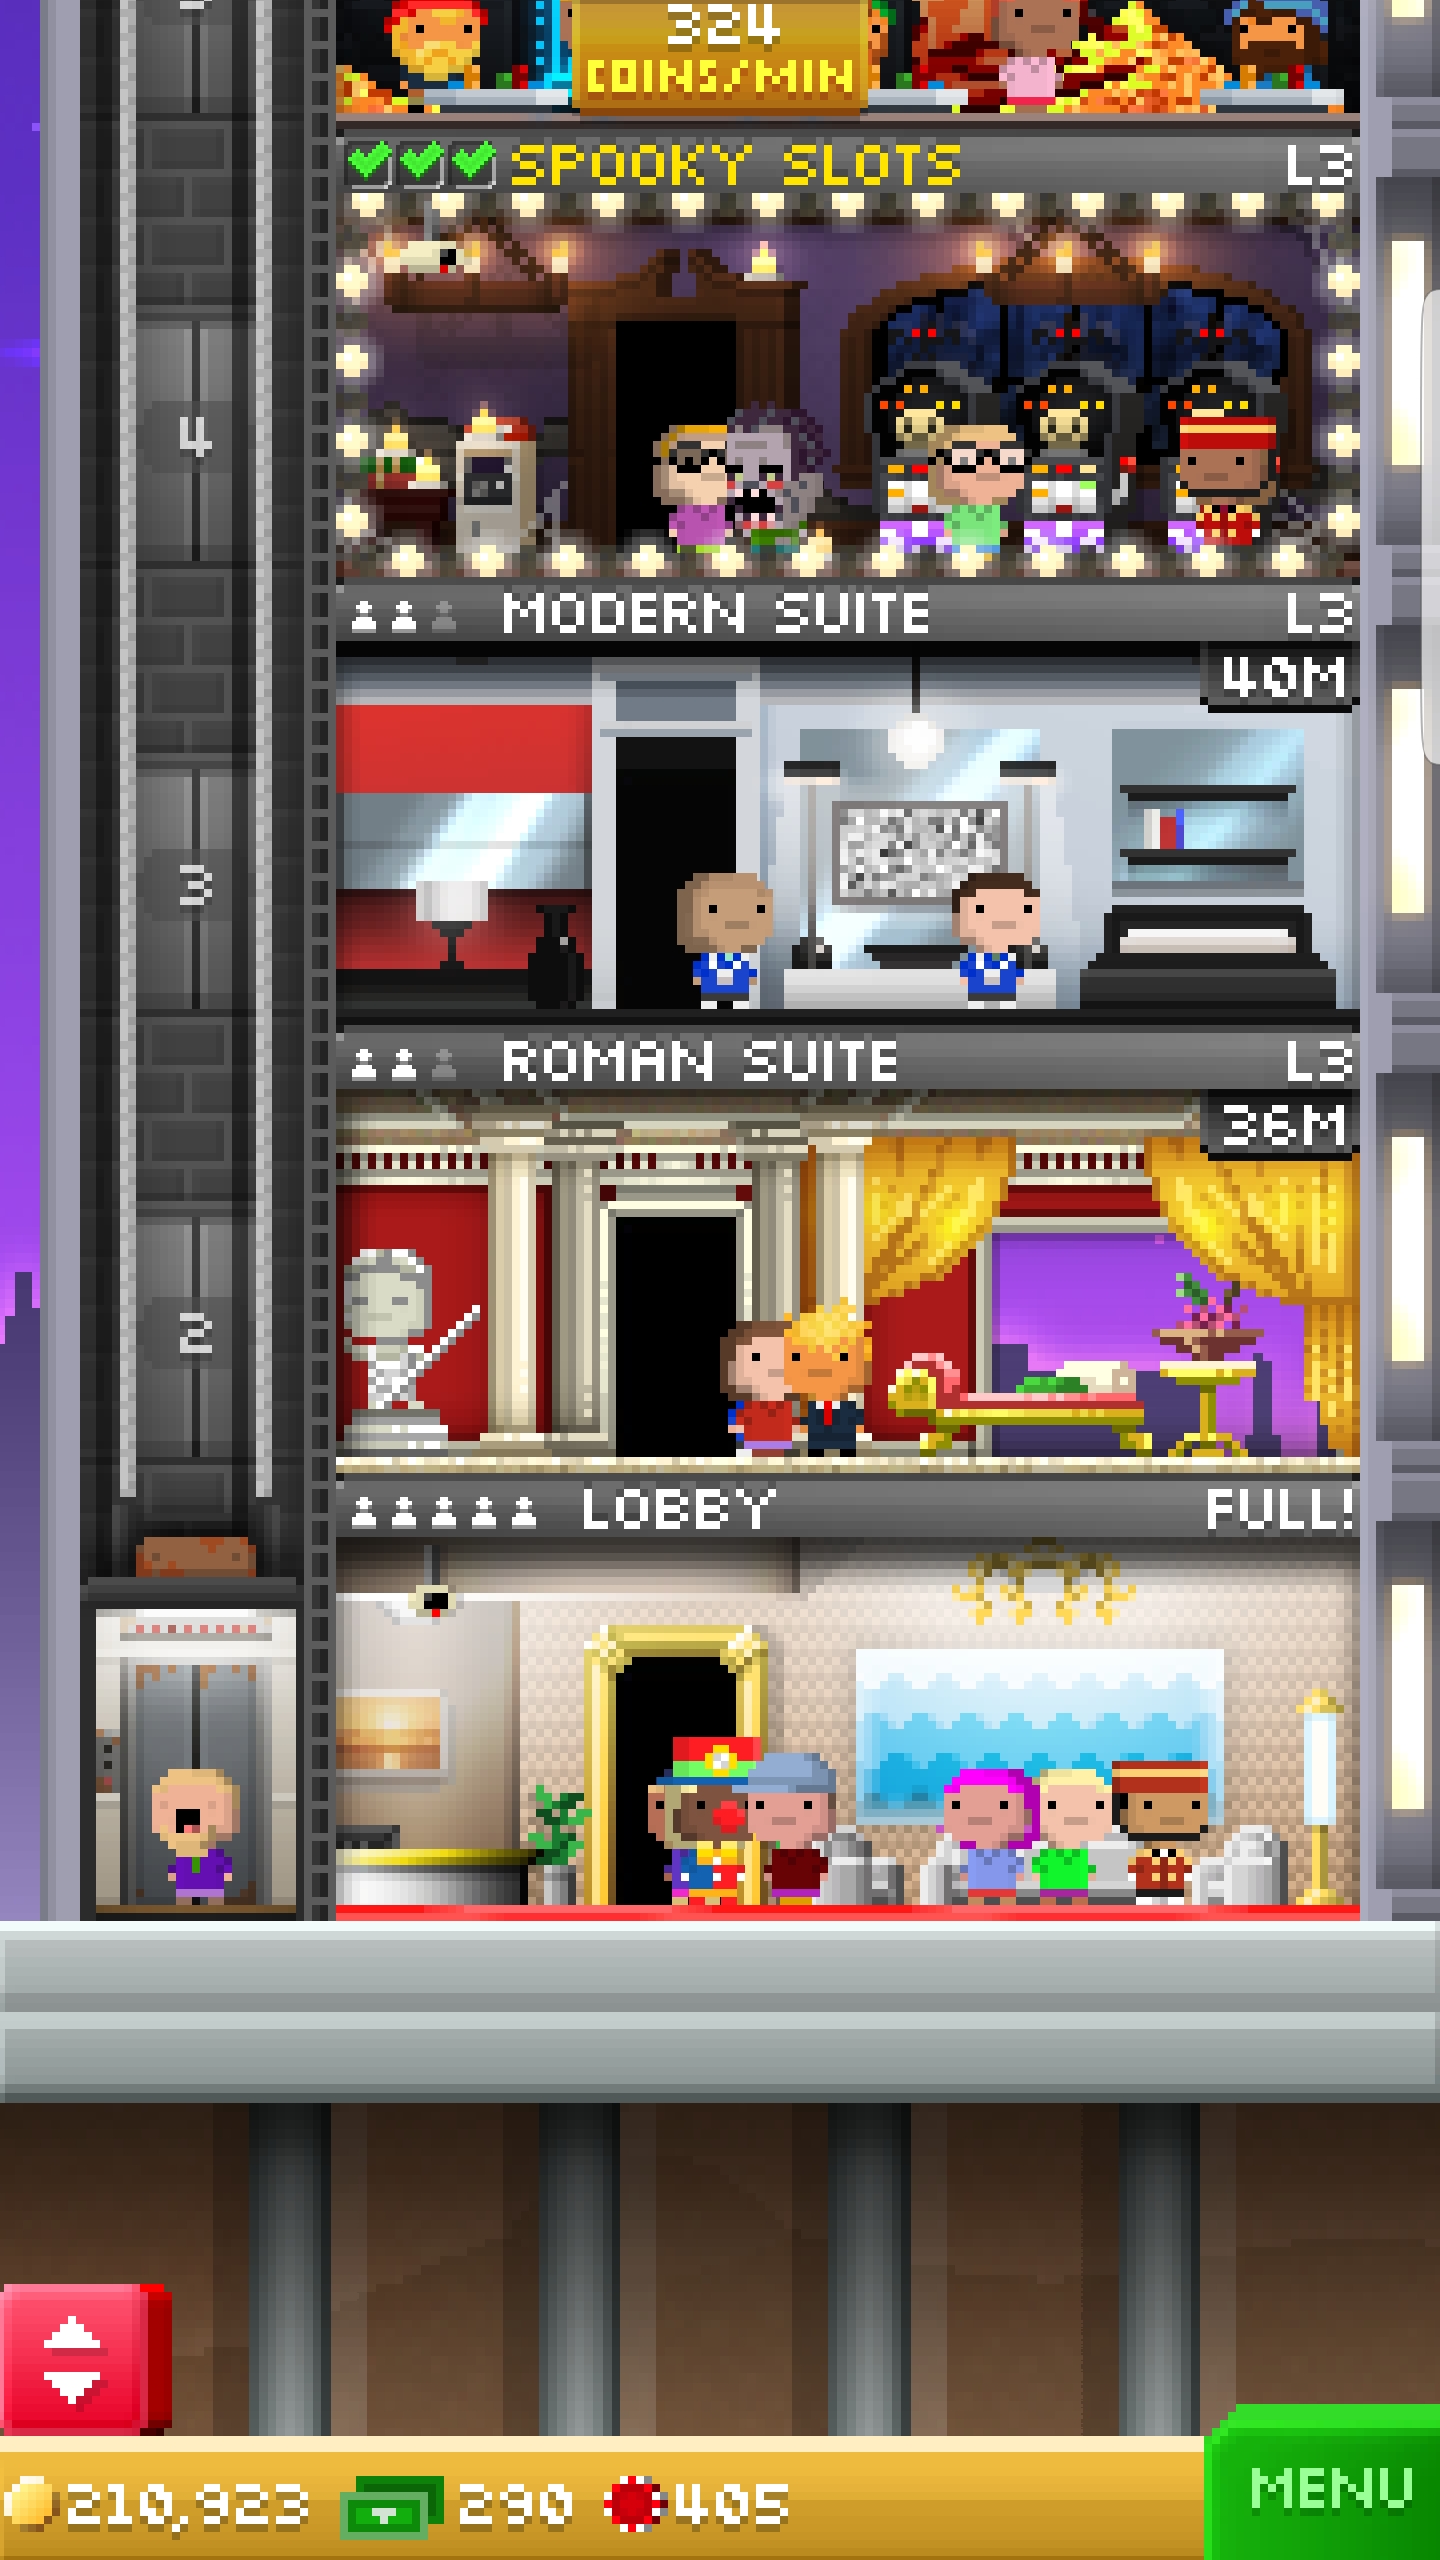 324
COINS/MIN
SPOOKY SLOTS L3
4
MODERN SUITE L3
40M
3
ROMAN SUITE L3
36M
2
LOBBY FULL!
210,923 290 405
MENU